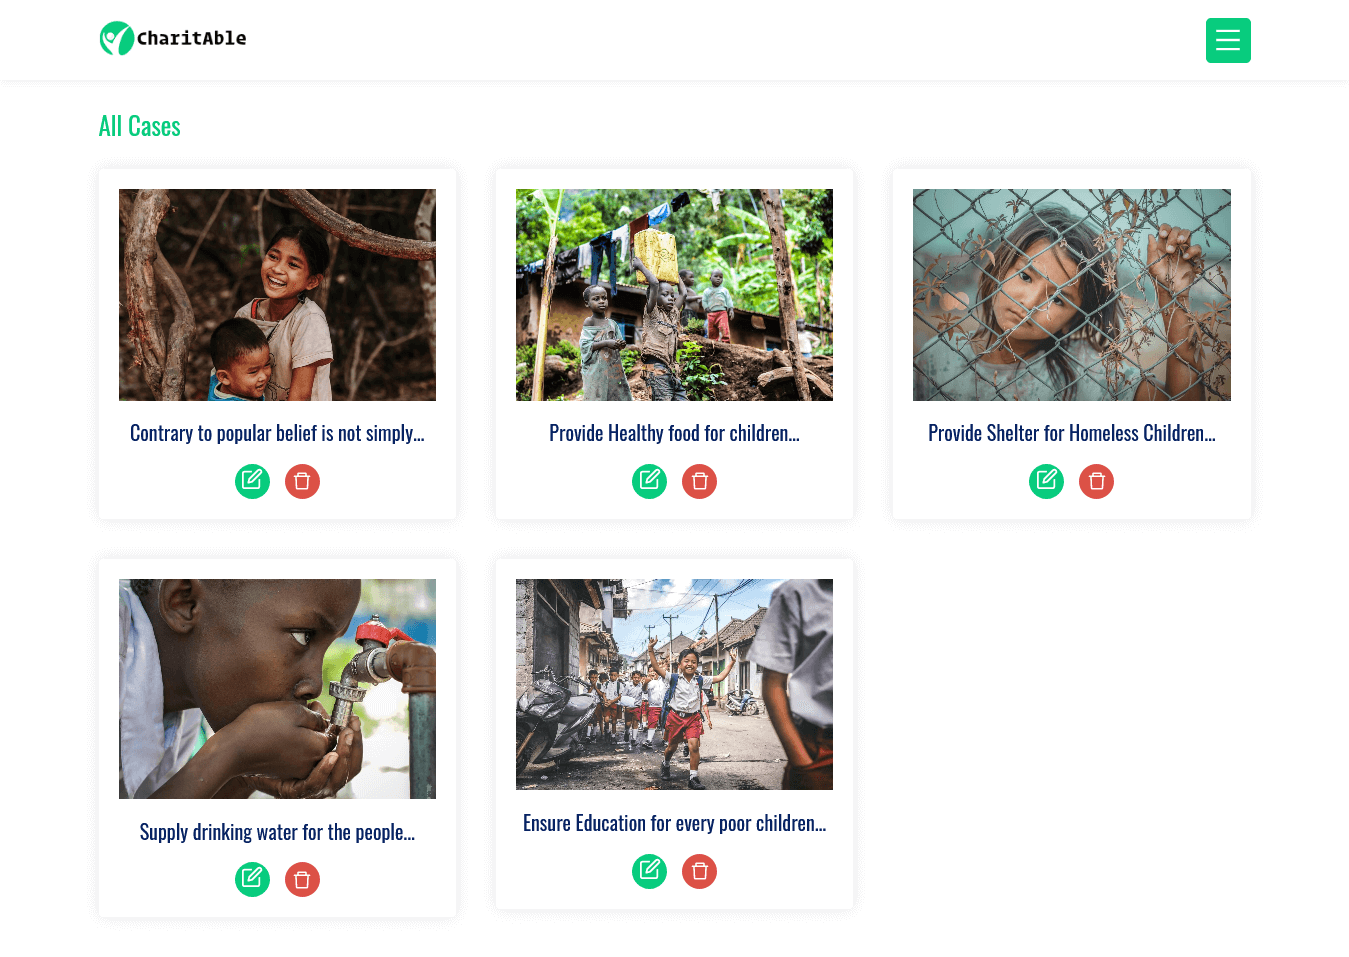 CharitAble
All Cases
Contrary to popular belief is not simply...
Provide Healthy food for children...
Provide Shelter for Homeless Children...
Supply drinking water for the people...
Ensure Education for every poor children...